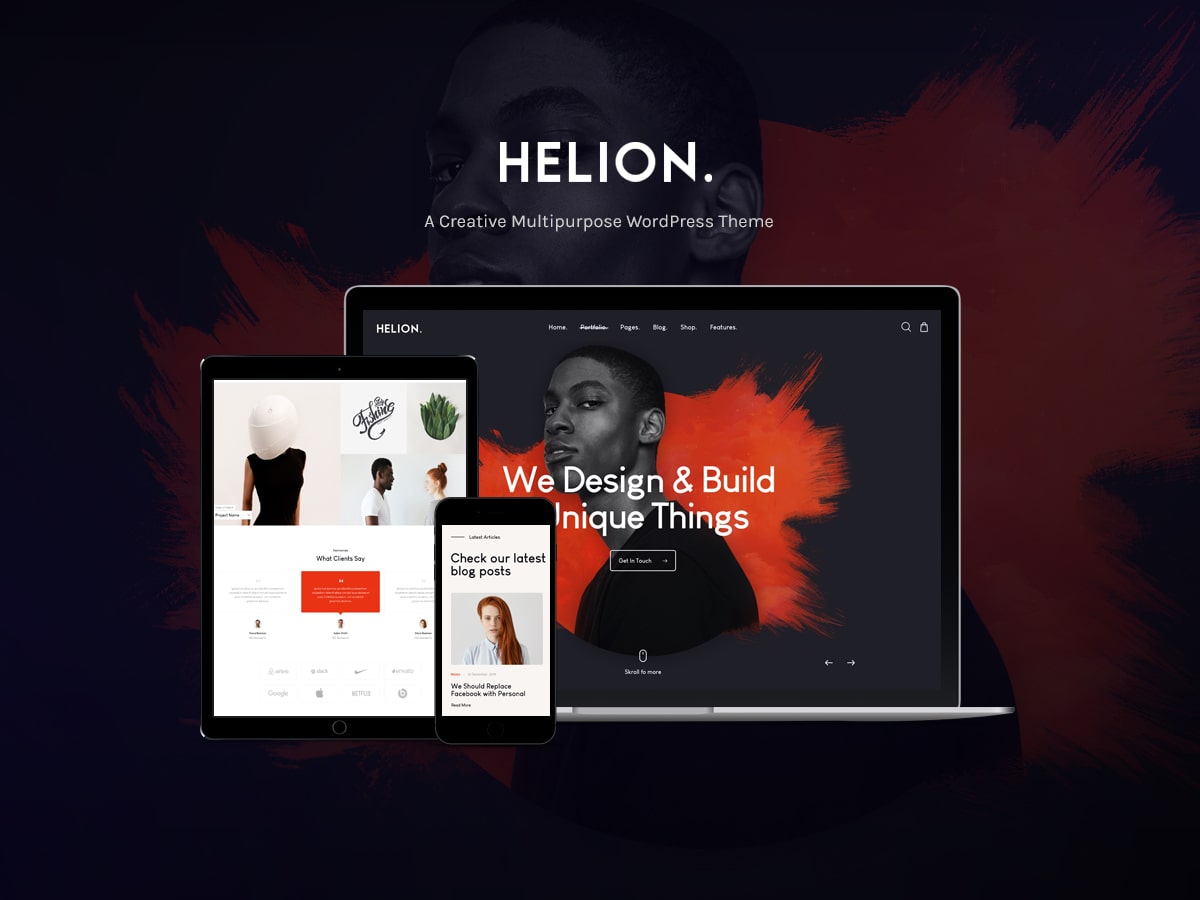 HELION.
A Creative Multipurpose WordPress Theme
HELION.
Home. Portfolio. Pages. Blog. Shop. Features.
We Design & Build
Unique Things
Get In Touch
Skroll fo more
Fishing
Project Name
What Clients Say
Google
NETFLIX
Latest Articles
Check our latest
blog posts
We Should Replace
Facebook with Personal
Read More